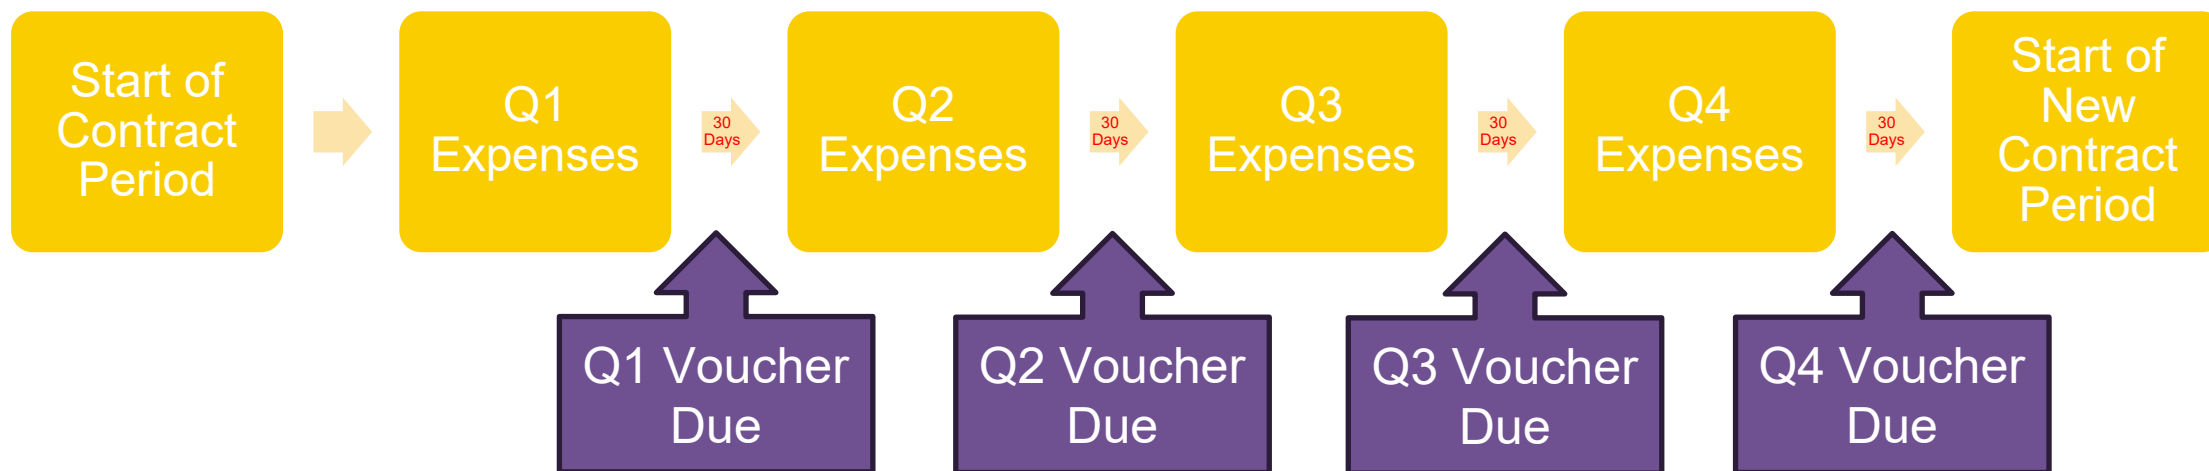 Start of
Contract
Period
Q1
Expenses
30
Days
Q2
Expenses
30
Days
Q3
Expenses
30
Days
Q4
Expenses
30
Days
Start of
New
Contract
Period
Q1 Voucher
Due
Q2 Voucher
Due
Q3 Voucher
Due
Q4 Voucher
Due